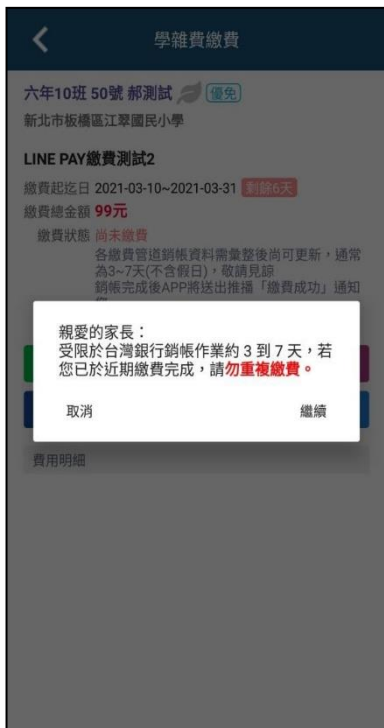 學雜費繳費
六年10班 50號 郝測試 優免
新北市板橋區江翠國民小學
LINE PAY繳費測試2
繳費起迄日 2021-03-10~2021-03-31 剩餘6天
繳費總金額 99元
繳費狀態 尚未繳費
各繳費管道銷帳資料需彙整後尚可更新，通常
為3~7天(不含假日)，敬請見諒
銷帳完成後APP將送出推播「繳費成功」通知
親愛的家長：
受限於台灣銀行銷帳作業約 3 到 7 天，若
您已於近期繳費完成，請勿重複繳費。
取消 繼續
費用明細